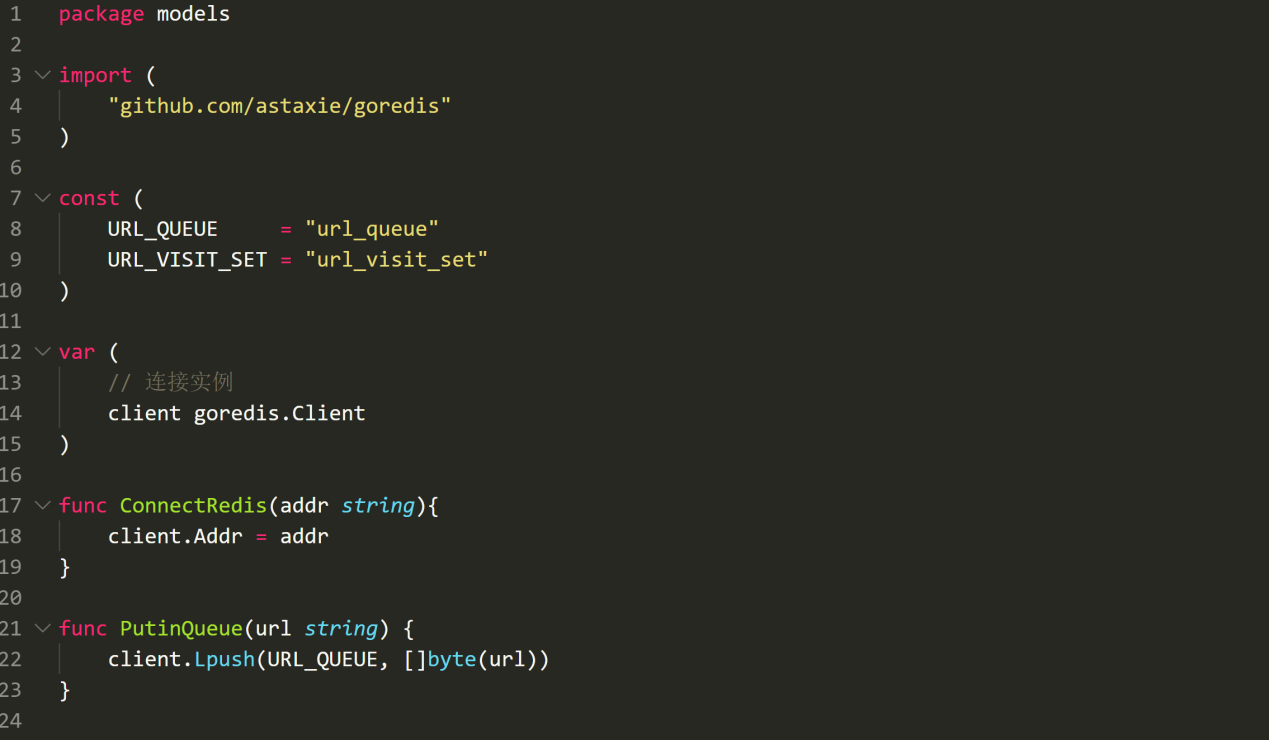 1 package models
2
3 import (
4 "github.com/astaxie/goredis"
5 )
6
7 const (
8 URL_QUEUE     = "url_queue"
9 URL_VISIT_SET = "url_visit_set"
10 )
11
12 var (
13 // 连接实例
14 client goredis.Client
15 )
16
17 func ConnectRedis(addr string){
18 client.Addr = addr
19 }
20
21 func PutinQueue(url string) {
22 client.Lpush(URL_QUEUE, []byte(url))
23 }
24